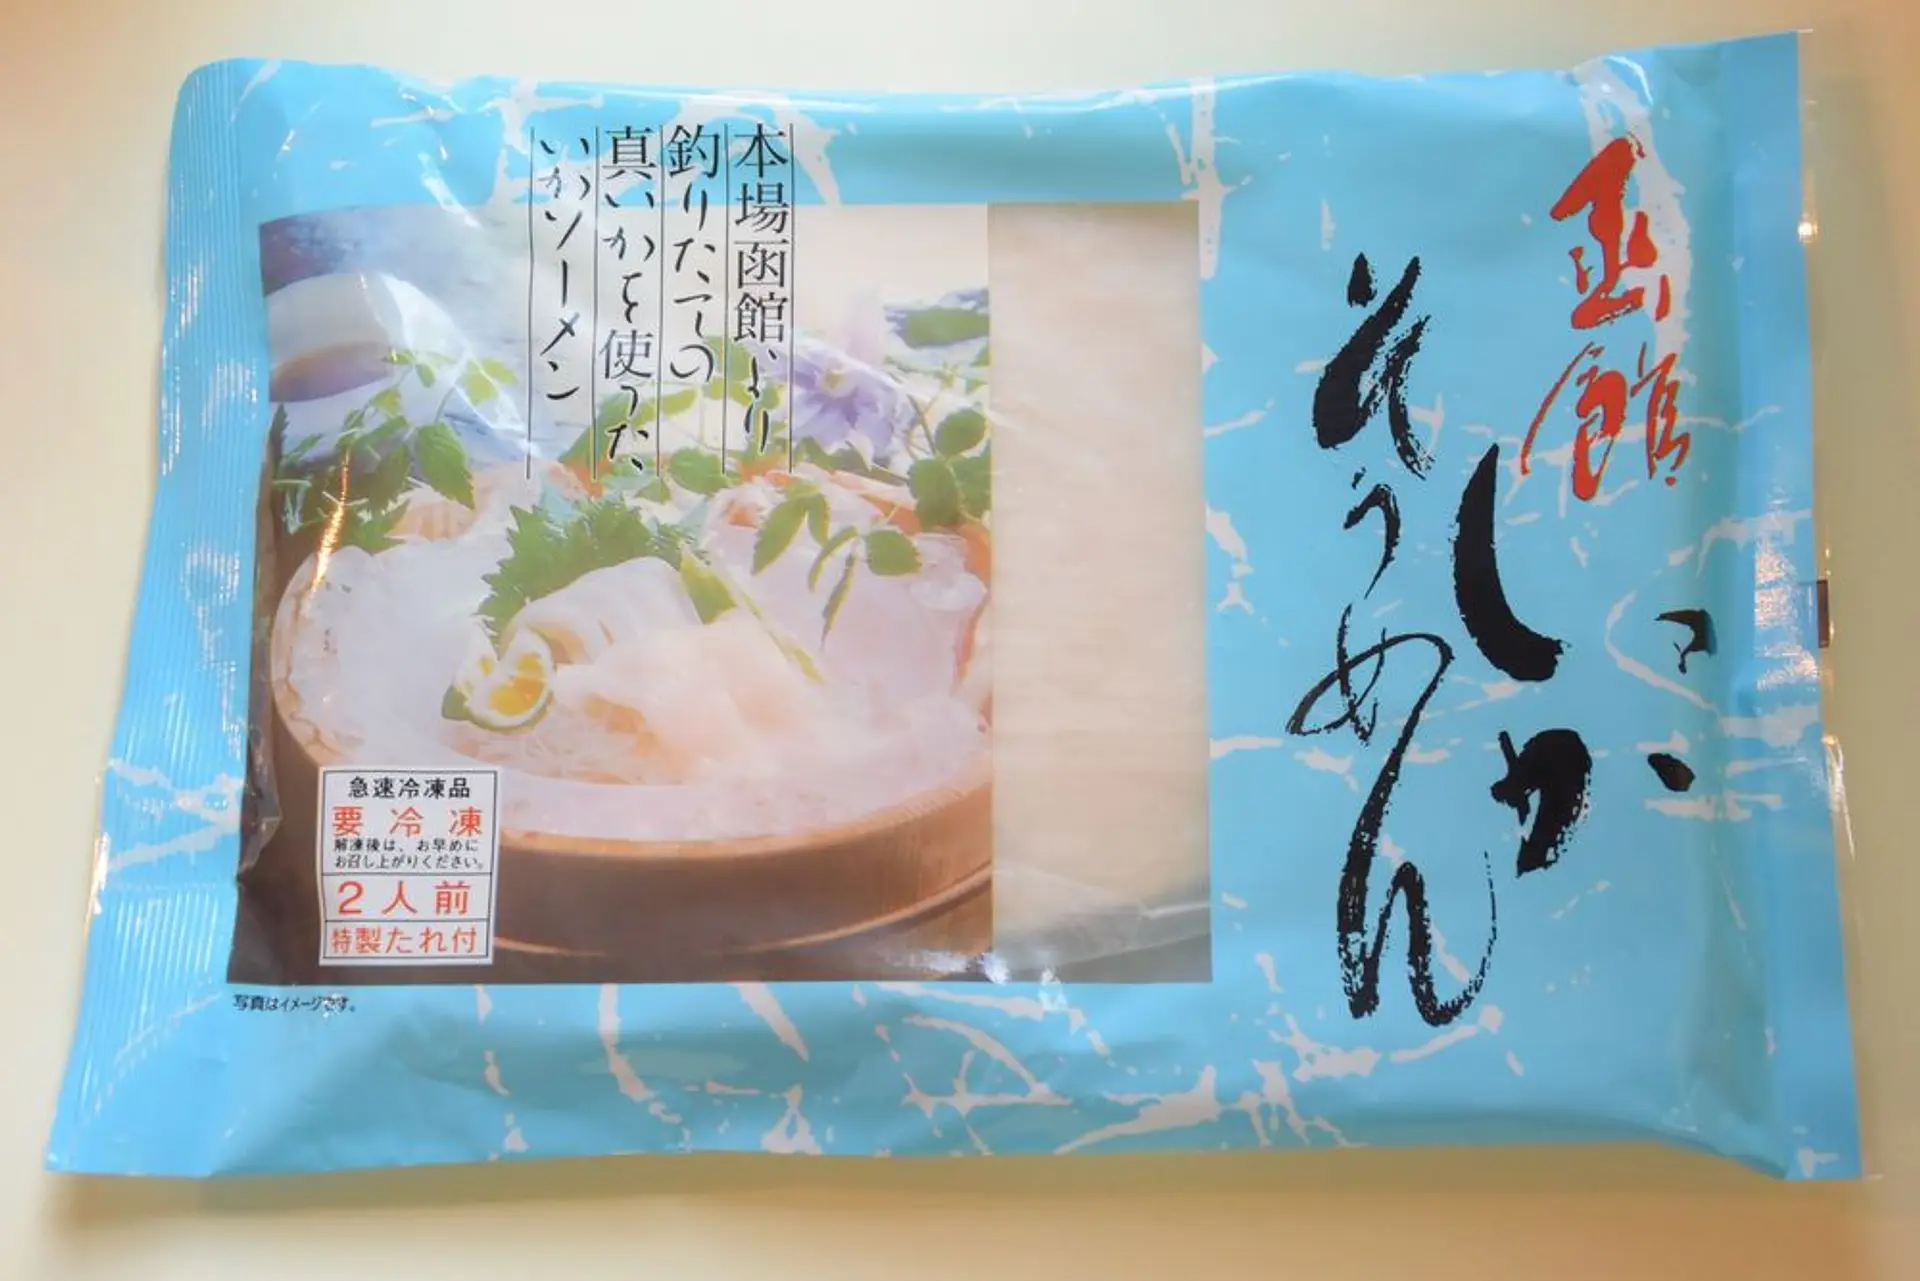 函館
いか
そうめん
本場函館より
釣りたての
真いかを使った
いかソーメン
急速冷凍品
要冷凍
解凍後は、お早めに
お召し上がりください。
2人前
特製たれ付
写真はイメージです。